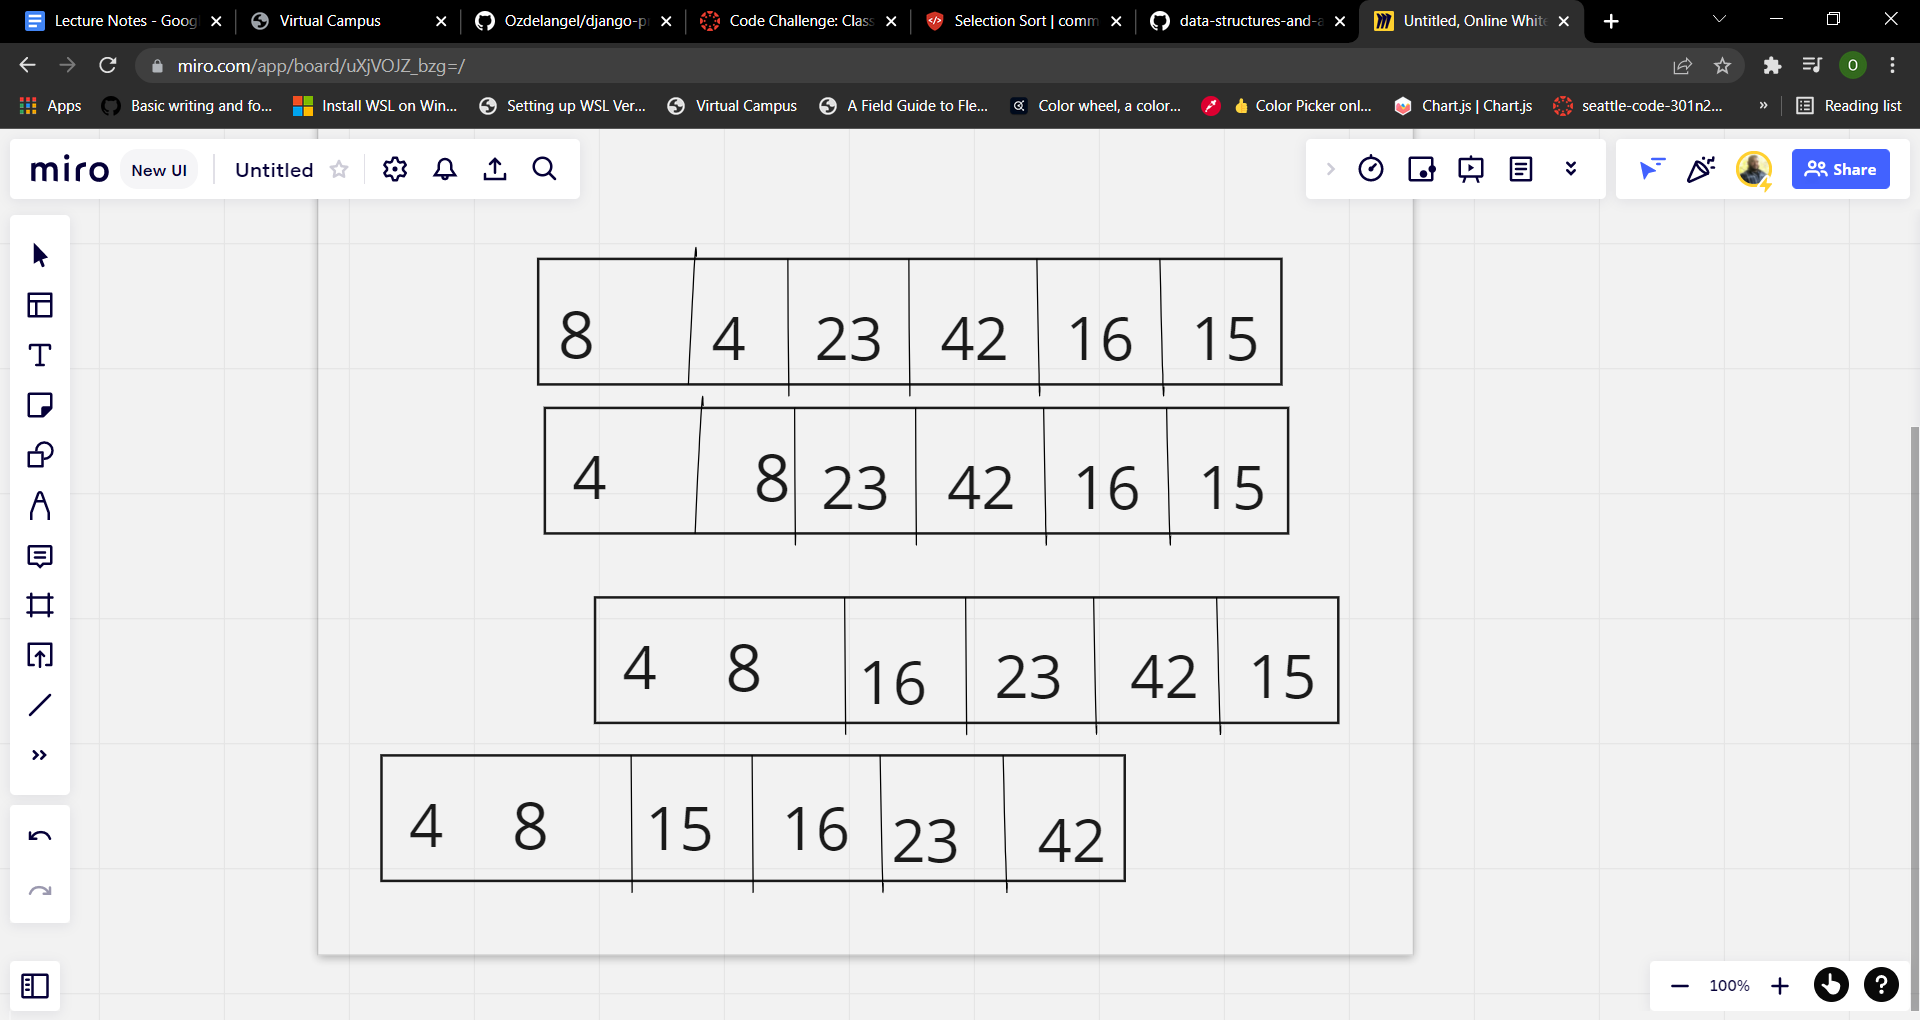 Lecture Notes - Goog
Virtual Campus
Ozdelangel/django-p
Code Challenge: Class
Selection Sort | comm
data-structures-and-a
Untitled, Online White
miro.com/app/board/uXjVOJZ_bzg=/
O
Apps
Basic writing and fo...
Install WSL on Win...
Setting up WSL Ver...
Virtual Campus
A Field Guide to Fle...
Color wheel, a color...
👍 Color Picker onl...
Chart.js | Chart.js
seattle-code-301n2...
»
Reading list
miro
New UI
Untitled
Share
8 4 23 42 16 15
4 8 23 42 16 15
4 8 16 23 42 15
4 8 15 16 23 42
100%
?